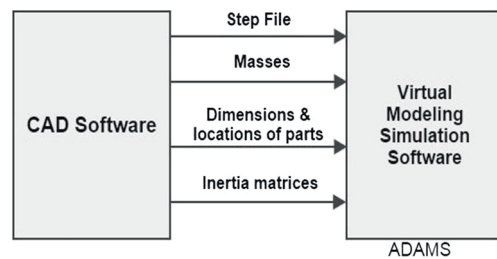 Step File
Masses
CAD Software
Dimensions &
locations of parts
Inertia matrices
Virtual
Modeling
Simulation
Software
ADAMS